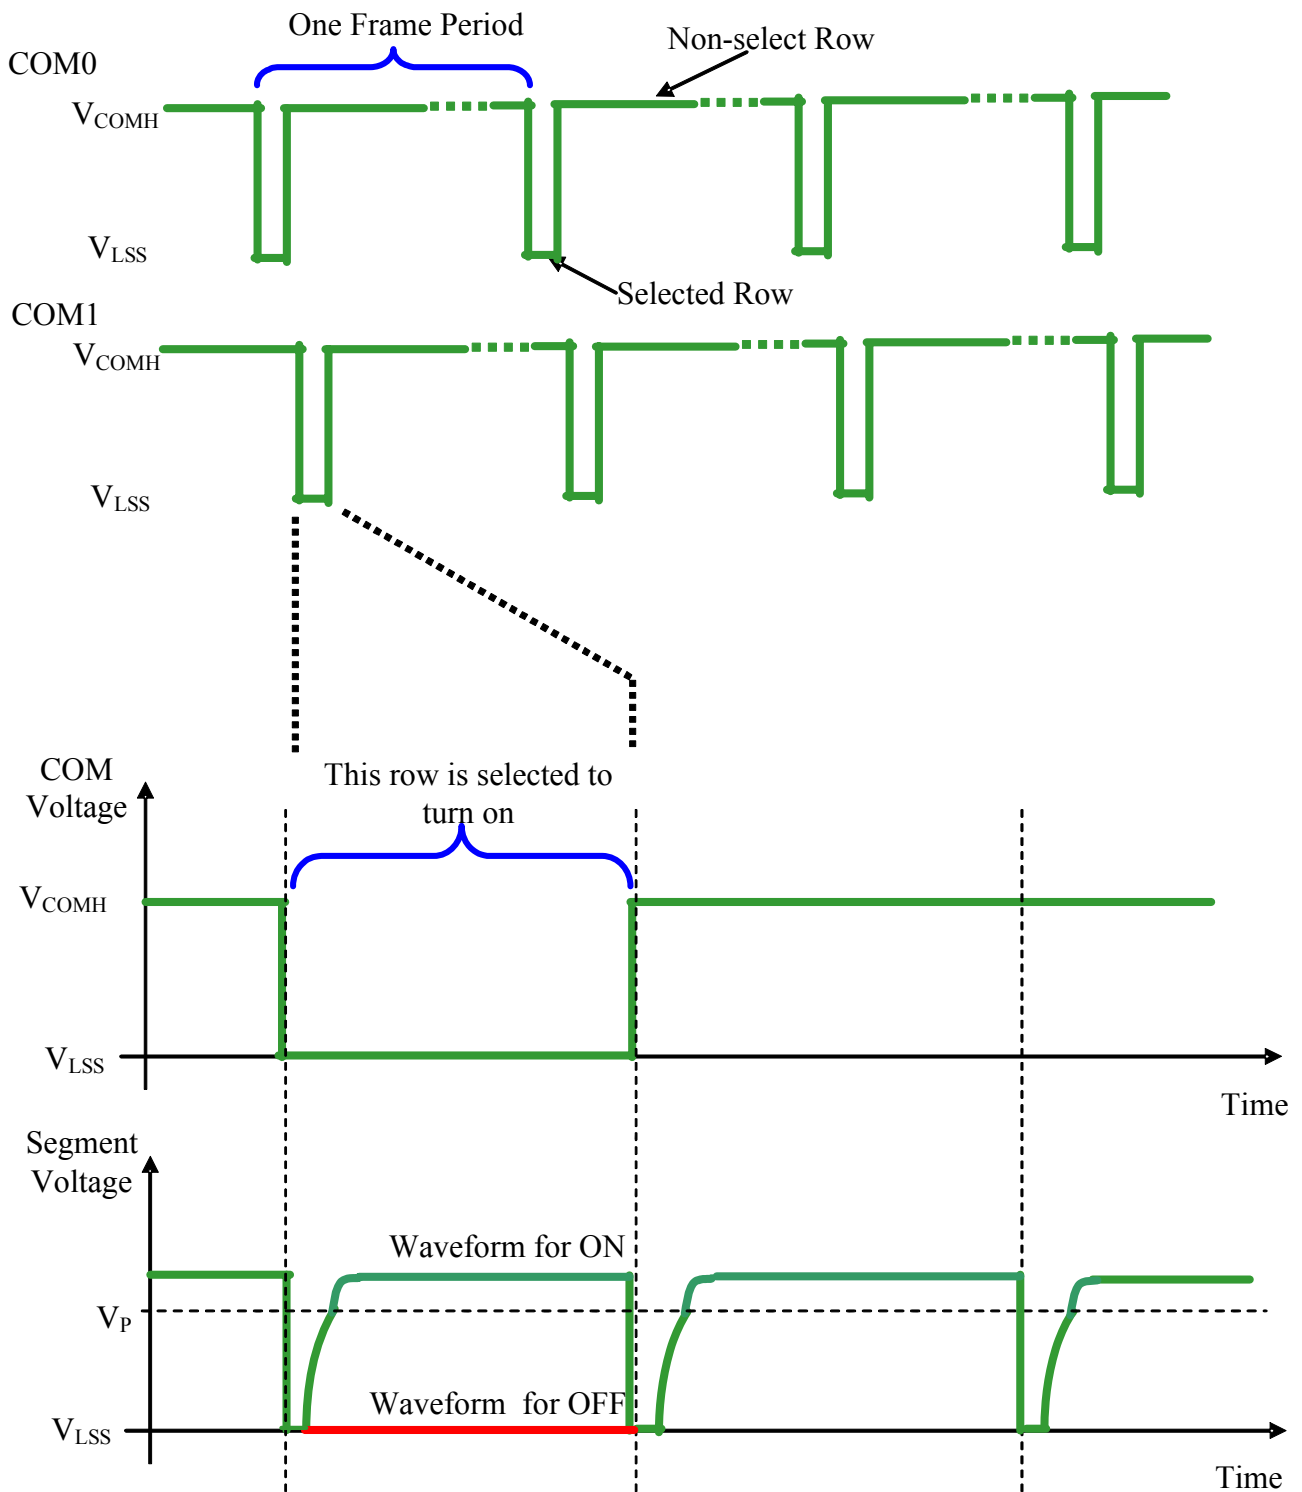 One Frame Period
Non-select Row
COM0
VCOMH
VLSS
Selected Row
COM1
VCOMH
VLSS
This row is selected to
turn on
COM
Voltage
VCOMH
VLSS
Time
Segment
Voltage
Waveform for ON
VP
Waveform for OFF
VLSS
Time